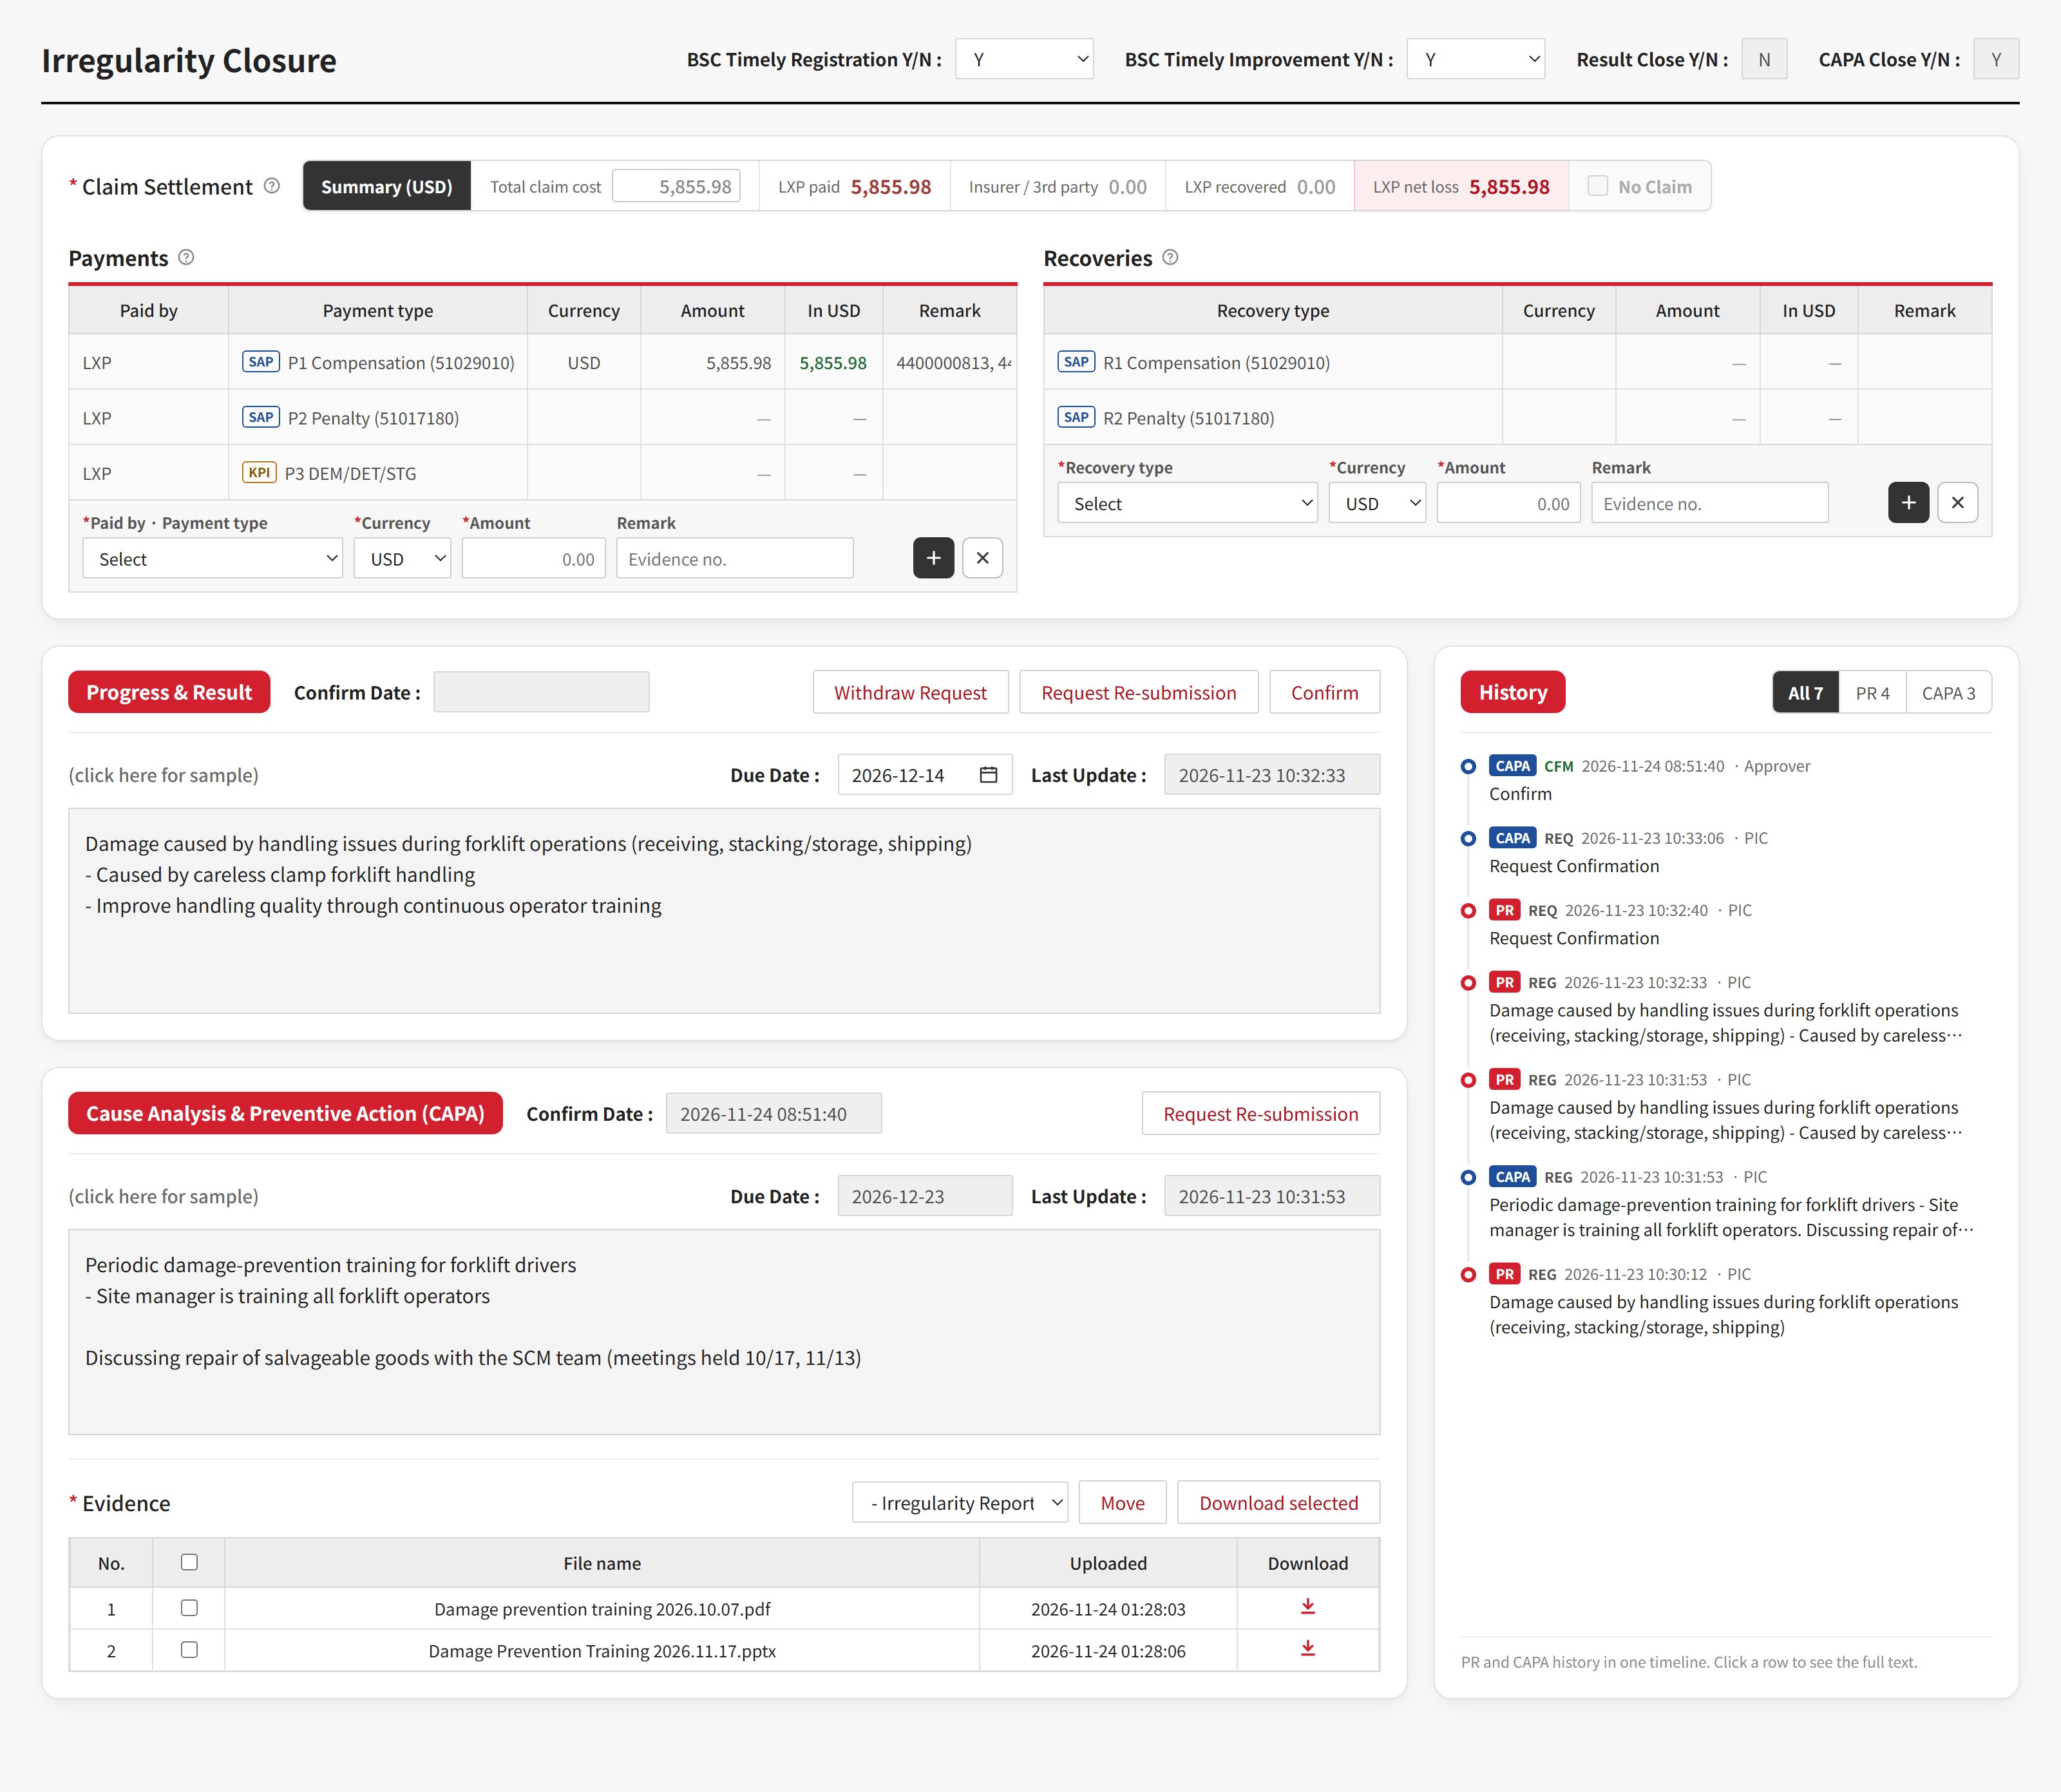 Irregularity Closure
BSC Timely Registration Y/N : Y BSC Timely Improvement Y/N : Y Result Close Y/N : N CAPA Close Y/N : Y
* Claim Settlement ? Summary (USD) Total claim cost 5,855.98 LXP paid 5,855.98 Insurer / 3rd party 0.00 LXP recovered 0.00 LXP net loss 5,855.98 No Claim
Payments ?
Paid by Payment type Currency Amount In USD Remark
LXP SAP P1 Compensation (51029010) USD 5,855.98 5,855.98 4400000813, 44
LXP SAP P2 Penalty (51017180) — —
LXP KPI P3 DEM/DET/STG — —
*Paid by · Payment type *Currency *Amount Remark
Select USD 0.00 Evidence no. + ×
Recoveries ?
Recovery type Currency Amount In USD Remark
SAP R1 Compensation (51029010) — —
SAP R2 Penalty (51017180) — —
*Recovery type *Currency *Amount Remark
Select USD 0.00 Evidence no. + ×
Progress & Result Confirm Date : Withdraw Request Request Re-submission Confirm
(click here for sample) Due Date : 2026-12-14 Last Update : 2026-11-23 10:32:33
Damage caused by handling issues during forklift operations (receiving, stacking/storage, shipping)
- Caused by careless clamp forklift handling
- Improve handling quality through continuous operator training
Cause Analysis & Preventive Action (CAPA) Confirm Date : 2026-11-24 08:51:40 Request Re-submission
(click here for sample) Due Date : 2026-12-23 Last Update : 2026-11-23 10:31:53
Periodic damage-prevention training for forklift drivers
- Site manager is training all forklift operators
Discussing repair of salvageable goods with the SCM team (meetings held 10/17, 11/13)
* Evidence - Irregularity Report Move Download selected
No. File name Uploaded Download
1 Damage prevention training 2026.10.07.pdf 2026-11-24 01:28:03
2 Damage Prevention Training 2026.11.17.pptx 2026-11-24 01:28:06
History All 7 PR 4 CAPA 3
CAPA CFM 2026-11-24 08:51:40 · Approver
Confirm
CAPA REQ 2026-11-23 10:33:06 · PIC
Request Confirmation
PR REQ 2026-11-23 10:32:40 · PIC
Request Confirmation
PR REG 2026-11-23 10:32:33 · PIC
Damage caused by handling issues during forklift operations
(receiving, stacking/storage, shipping) - Caused by careless…
PR REG 2026-11-23 10:31:53 · PIC
Damage caused by handling issues during forklift operations
(receiving, stacking/storage, shipping) - Caused by careless…
CAPA REG 2026-11-23 10:31:53 · PIC
Periodic damage-prevention training for forklift drivers - Site
manager is training all forklift operators. Discussing repair of…
PR REG 2026-11-23 10:30:12 · PIC
Damage caused by handling issues during forklift operations
(receiving, stacking/storage, shipping)
PR and CAPA history in one timeline. Click a row to see the full text.